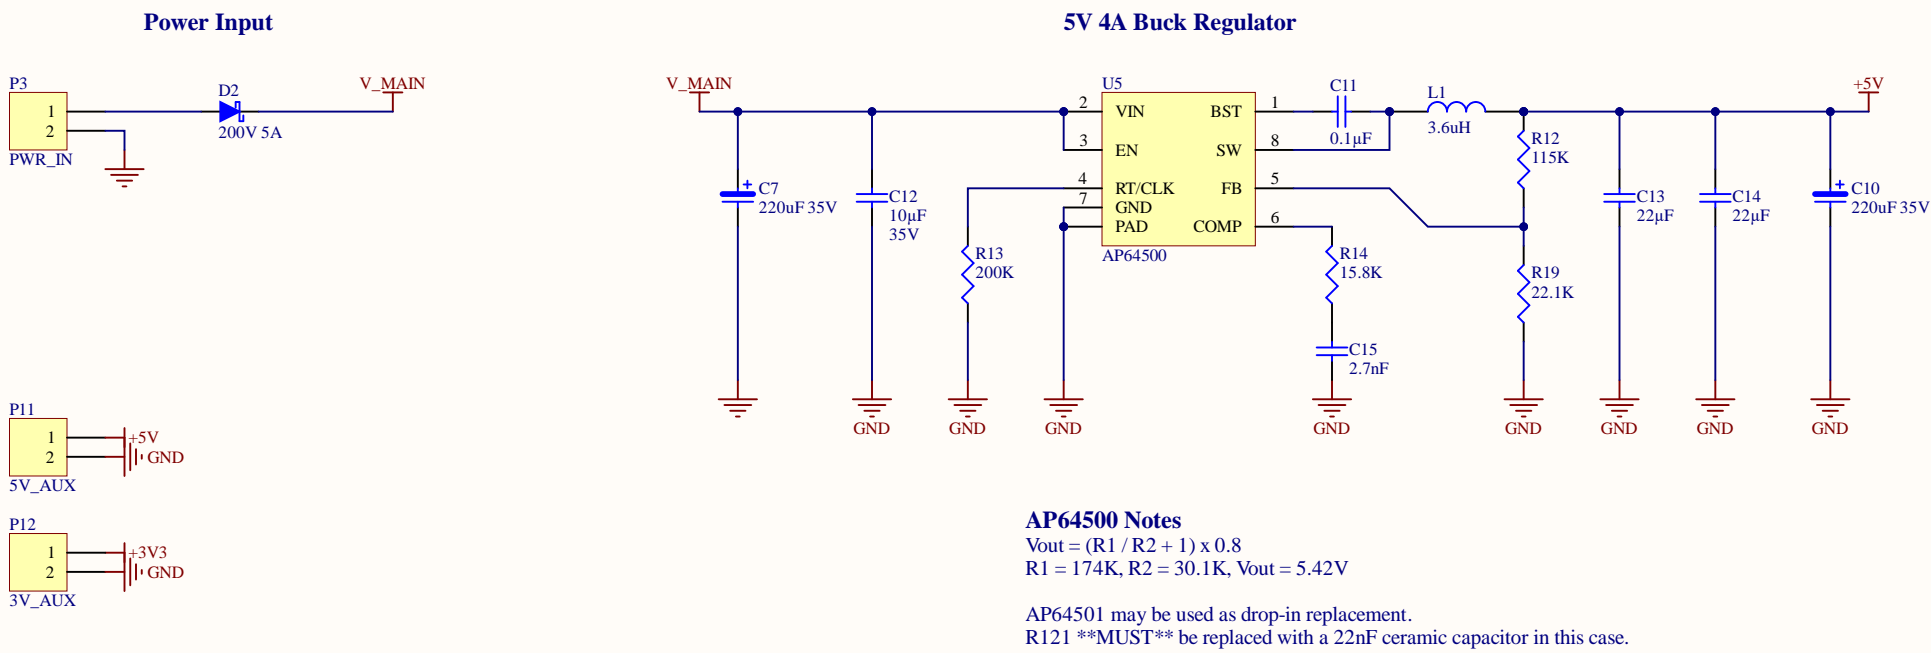 Power Input
5V 4A Buck Regulator
P3
1
2
PWR_IN
D2
200V 5A
V_MAIN
V_MAIN
C7
220uF 35V
C12
10µF
35V
GND
R13
200K
GND
GND
U5
2 VIN
3 EN
4 RT/CLK
7 GND
PAD
BST 1
SW 8
FB 5
COMP 6
AP64500
C11
0.1µF
L1
3.6uH
R14
15.8K
C15
2.7nF
GND
R12
115K
R19
22.1K
GND
C13
22µF
GND
C14
22µF
GND
+5V
C10
220uF 35V
GND
P11
1 +5V
2 GND
5V_AUX
P12
1 +3V3
2 GND
3V_AUX
AP64500 Notes
Vout = (R1 / R2 + 1) x 0.8
R1 = 174K, R2 = 30.1K, Vout = 5.42V
AP64501 may be used as drop-in replacement.
R121 **MUST** be replaced with a 22nF ceramic capacitor in this case.